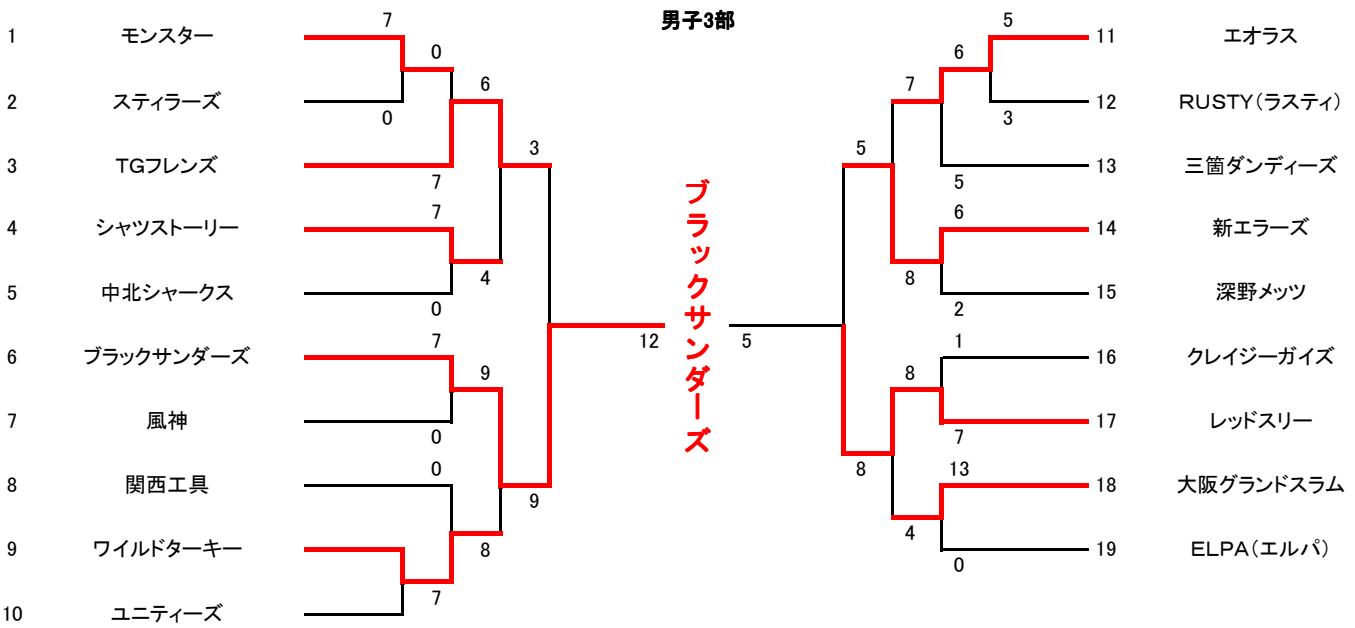 男子3部
7
1 モンスター
0
2 スティラーズ
0
6
3 TGフレンズ
7
3
4 シャツストーリー
7
4
5 中北シャークス
0
6 ブラックサンダーズ
7
9
7 風神
0
8 関西工具
0
9
9 ワイルドターキー
8
7
10 ユニティーズ
12
ブラックサンダーズ
5
5
11 エオラス
6
7
12 RUSTY(ラスティ)
3
5
13 三箇ダンディーズ
5
6
14 新エラーズ
8
15 深野メッツ
2
1
16 クレイジーガイズ
8
17 レッドスリー
7
8
13
18 大阪グランドスラム
4
19 ELPA(エルパ)
0